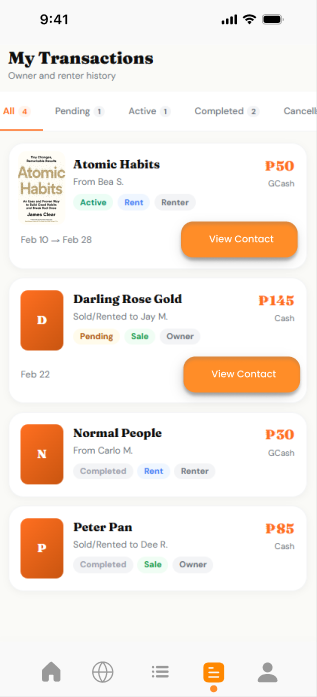 9:41
My Transactions
Owner and renter history
All 4 Pending 1 Active 1 Completed 2 Cancell
Tiny Changes,
Remarkable Results
Atomic
Habits
An Easy and Proven Way
to Build Good Habits
and Break Bad Ones
James Clear
Atomic Habits
From Bea S.
Active Rent Renter
₱50
GCash
Feb 10 → Feb 28
View Contact
D
Darling Rose Gold
Sold/Rented to Jay M.
Pending Sale Owner
₱145
Cash
Feb 22
View Contact
N
Normal People
From Carlo M.
Completed Rent Renter
₱30
GCash
P
Peter Pan
Sold/Rented to Dee R.
Completed Sale Owner
₱85
Cash